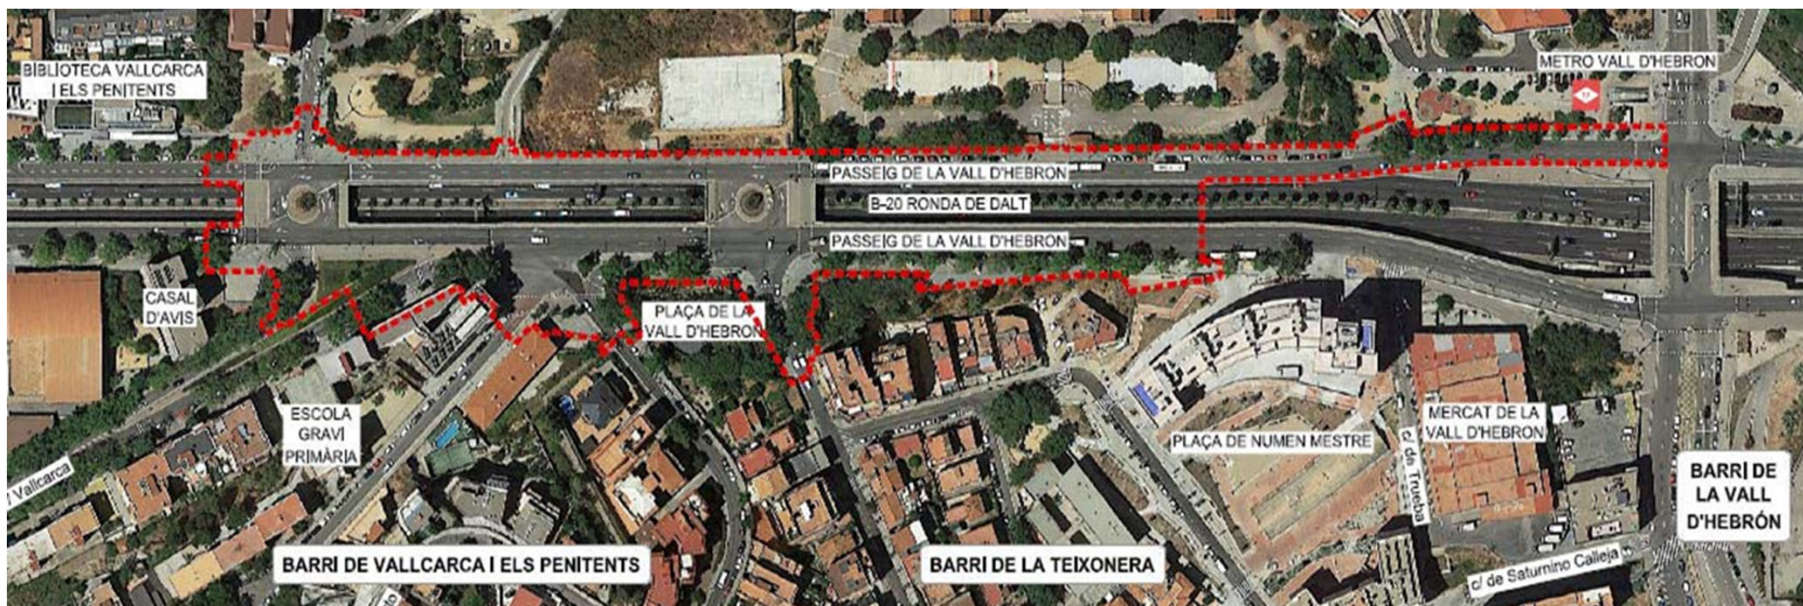 BIBLIOTECA VALLCARCA
I ELS PENITENTS
METRO VALL D'HEBRON
PASSEIG DE LA VALL D'HEBRON
B-20 RONDA DE DALT
PASSEIG DE LA VALL D'HEBRON
CASAL
D'AVIS
PLAÇA DE LA
VALL D'HEBRON
ESCOLA
GRAVI
PRIMÀRIA
MERCAT DE LA
VALL D'HEBRON
PLAÇA DE NUMEN MESTRE
c/ de Trueba
Vallcarca
BARRI DE
LA VALL
D'HEBRÓN
BARRI DE VALLCARCA I ELS PENITENTS
BARRI DE LA TEIXONERA
c/ de Saturnino Calleja